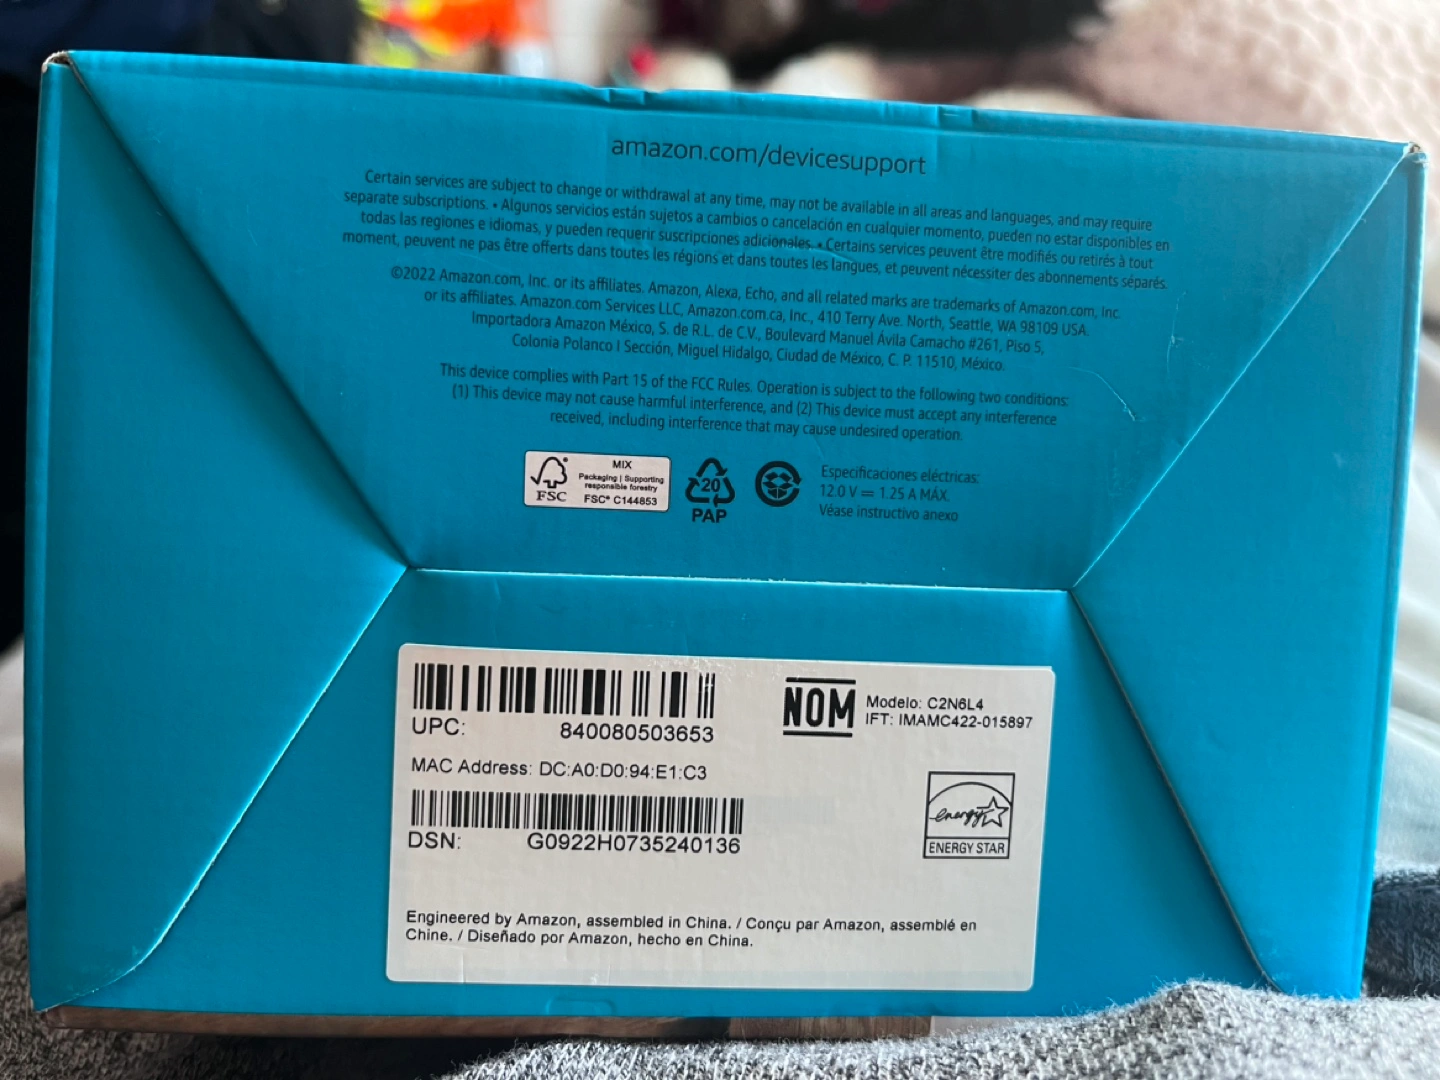 amazon.com/devicesupport
Certain services are subject to change or withdrawal at any time, may not be available in all areas and languages, and may require
separate subscriptions. • Algunos servicios están sujetos a cambios o cancelación en cualquier momento, pueden no estar disponibles en
todas las regiones e idiomas, y pueden requerir suscripciones adicionales. • Certains services peuvent être modifiés ou retirés à tout
moment, peuvent ne pas être offerts dans toutes les régions et dans toutes les langues, et peuvent nécessiter des abonnements séparés.
©2022 Amazon.com, Inc. or its affiliates. Amazon, Alexa, Echo, and all related marks are trademarks of Amazon.com, Inc.
or its affiliates. Amazon.com Services LLC, Amazon.com.ca, Inc., 410 Terry Ave. North, Seattle, WA 98109 USA.
Importadora Amazon México, S. de R.L. de C.V., Boulevard Manuel Ávila Camacho #261, Piso 5,
Colonia Polanco I Sección, Miguel Hidalgo, Ciudad de México, C. P. 11510, México.
This device complies with Part 15 of the FCC Rules. Operation is subject to the following two conditions:
(1) This device may not cause harmful interference, and (2) This device must accept any interference
received, including interference that may cause undesired operation.
FSC
MIX
Packaging | Supporting
responsible forestry
FSC® C144853
20
PAP
Especificaciones eléctricas:
12.0 V ⎓ 1.25 A MÁX.
Véase instructivo anexo
UPC: 840080503653
MAC Address: DC:A0:D0:94:E1:C3
DSN: G0922H0735240136
NOM
Modelo: C2N6L4
IFT: IMAMC422-015897
energy
ENERGY STAR
Engineered by Amazon, assembled in China. / Conçu par Amazon, assemblé en
Chine. / Diseñado por Amazon, hecho en China.